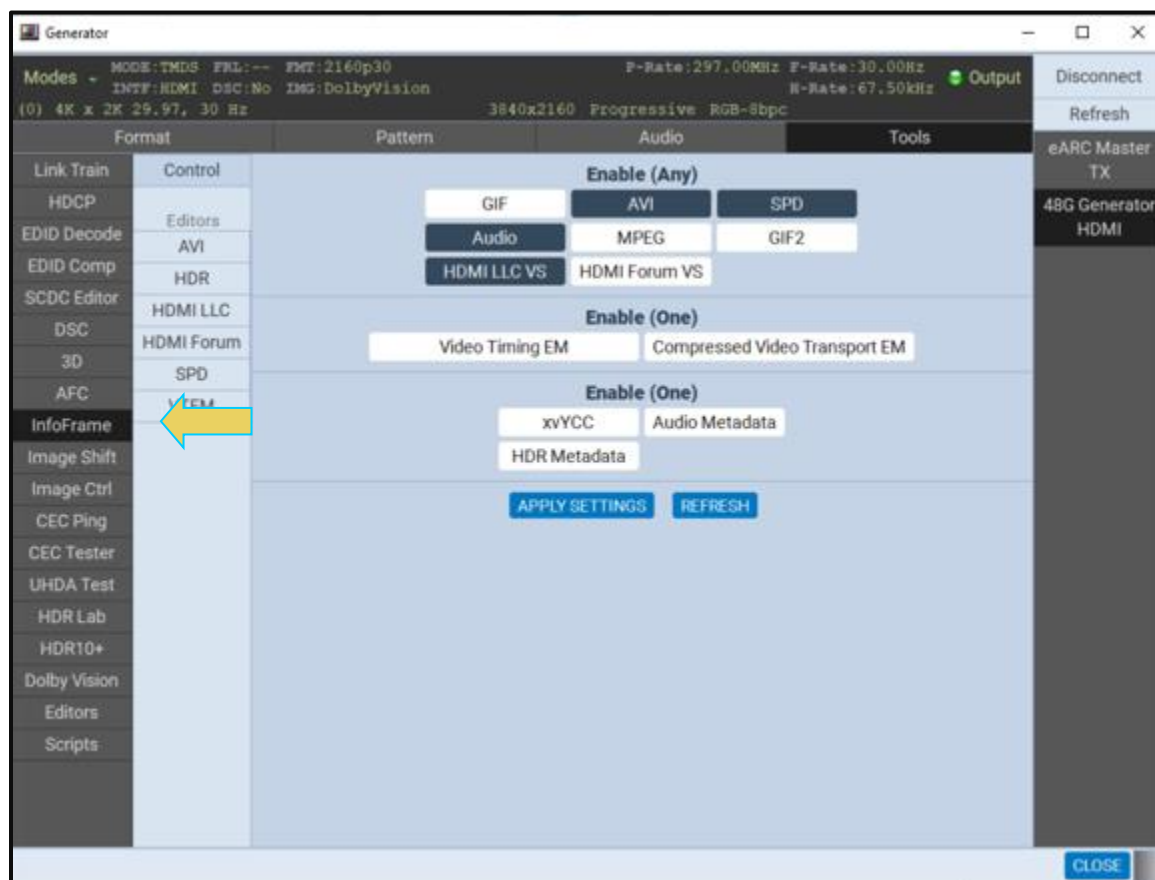 Generator
Modes MODE:TMDS FRL:-- FMT:2160p30 P-Rate:297.00MHz F-Rate:30.00Hz Output
INTF:HDMI DSC:No IMG:DolbyVision H-Rate:67.50kHz
(0) 4K x 2K 29.97, 30 Hz 3840x2160 Progressive RGB-8bpc
Disconnect
Refresh
eARC Master
TX
48G Generator
HDMI
Format Pattern Audio Tools
Link Train
HDCP
EDID Decode
EDID Comp
SCDC Editor
DSC
3D
AFC
InfoFrame
Image Shift
Image Ctrl
CEC Ping
CEC Tester
UHDA Test
HDR Lab
HDR10+
Dolby Vision
Editors
Scripts
Control
Editors
AVI
HDR
HDMI LLC
HDMI Forum
SPD
Enable (Any)
GIF AVI SPD
Audio MPEG GIF2
HDMI LLC VS HDMI Forum VS
Enable (One)
Video Timing EM Compressed Video Transport EM
Enable (One)
xvYCC Audio Metadata
HDR Metadata
APPLY SETTINGS REFRESH
CLOSE